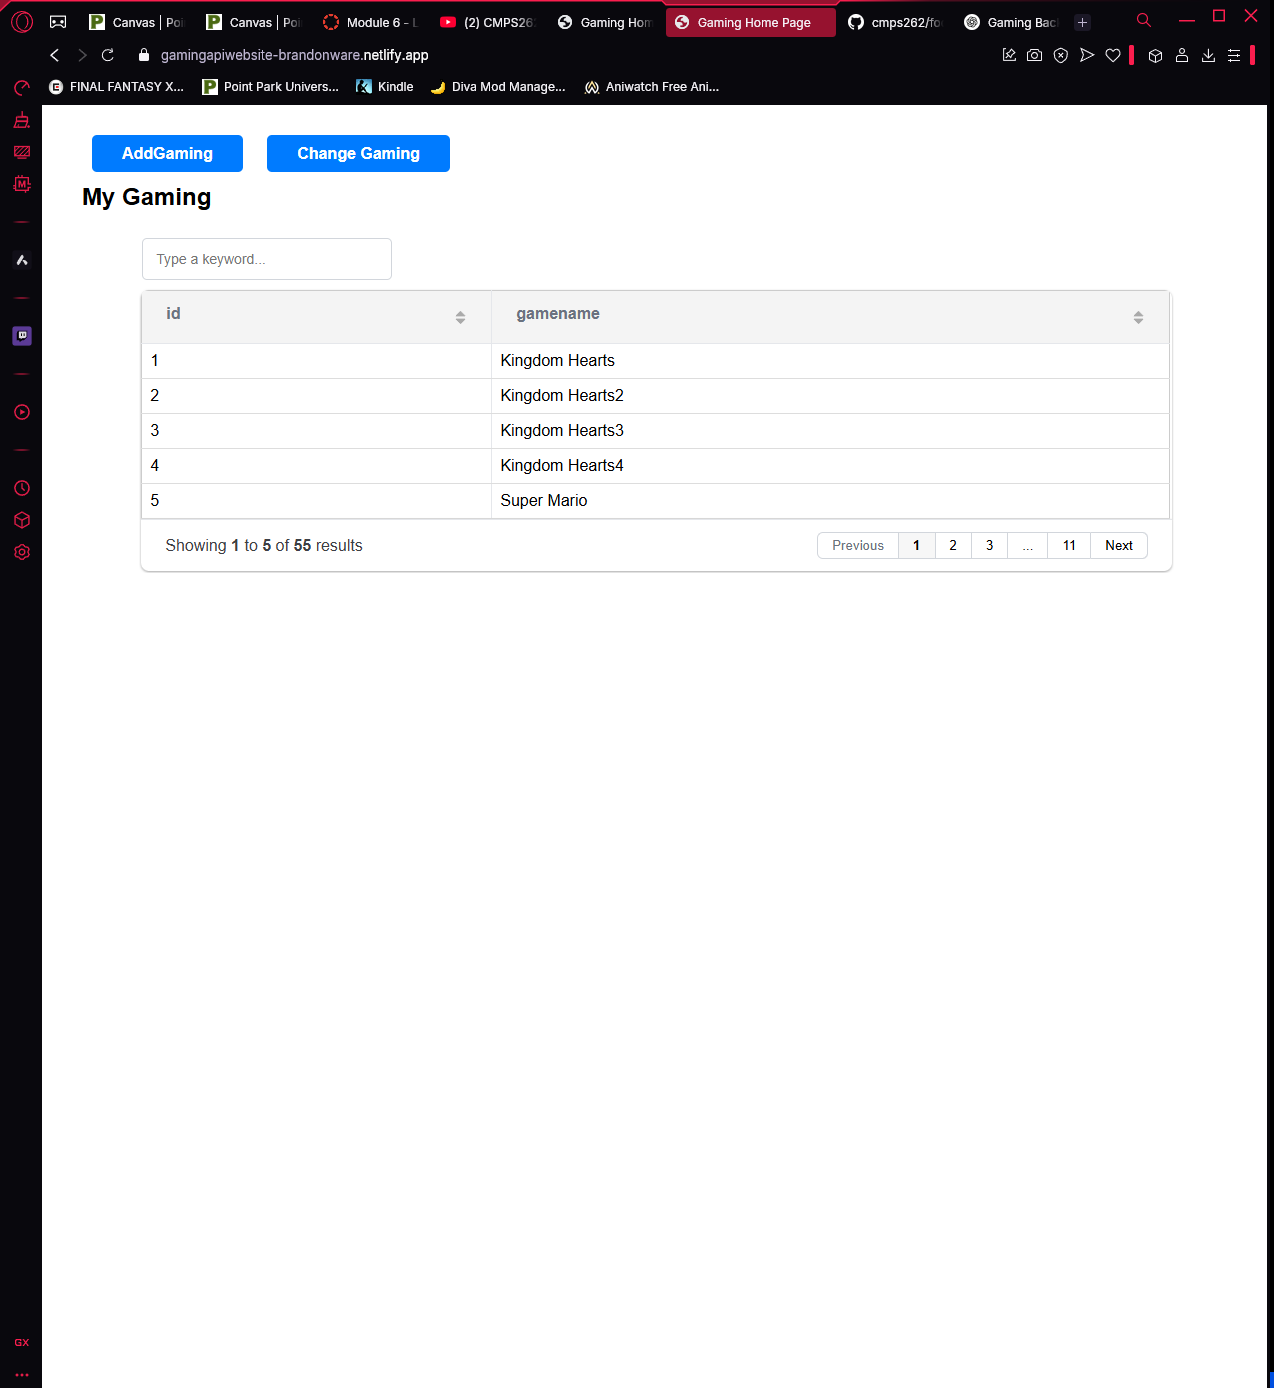 Canvas | Poi
Canvas | Poi
Module 6 - L
(2) CMPS26
Gaming Hom
Gaming Home Page
cmps262/foo
Gaming Bac
gamingapiwebsite-brandonware.netlify.app
FINAL FANTASY X...
Point Park Univers...
Kindle
Diva Mod Manage...
Aniwatch Free Ani...
AddGaming
Change Gaming
My Gaming
Type a keyword...
id gamename
1 Kingdom Hearts
2 Kingdom Hearts2
3 Kingdom Hearts3
4 Kingdom Hearts4
5 Super Mario
Showing 1 to 5 of 55 results
Previous 1 2 3 ... 11 Next
GX